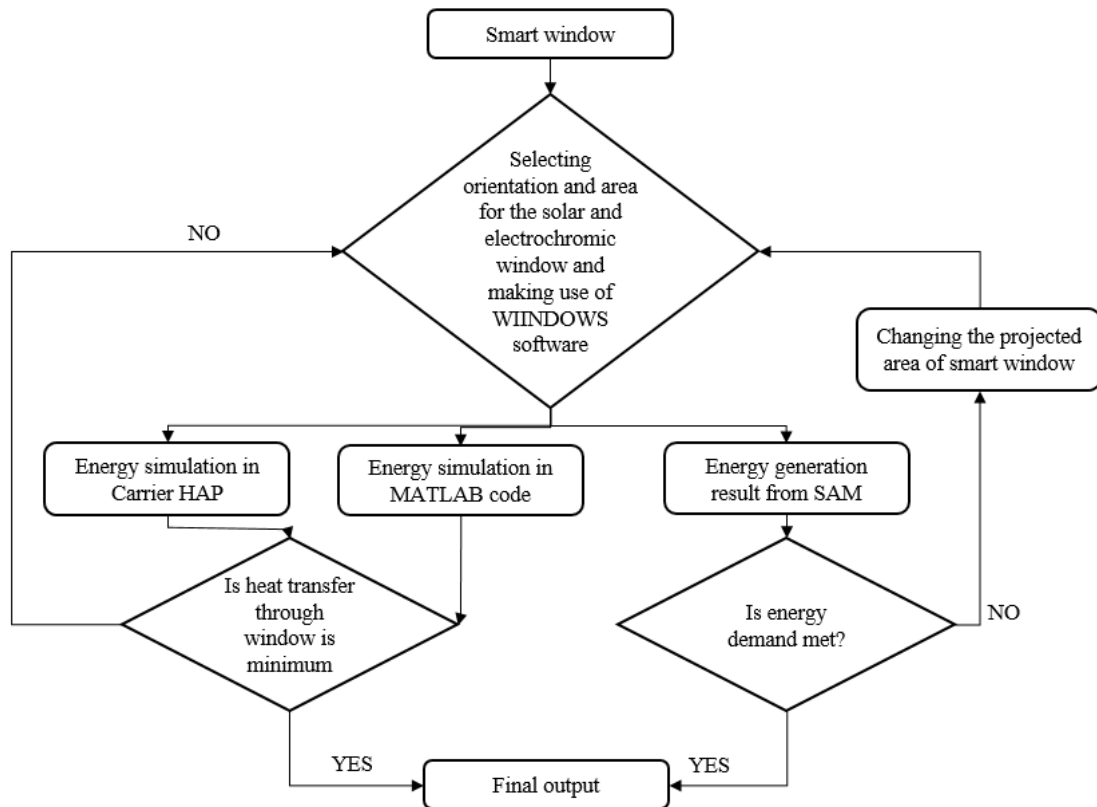 Smart window
Selecting
orientation and area
for the solar and
electrochromic
window and
making use of
WIINDOWS
software
NO
Changing the projected
area of smart window
Energy simulation in
Carrier HAP
Energy simulation in
MATLAB code
Energy generation
result from SAM
Is heat transfer
through
window is
minimum
Is energy
demand met?
NO
YES
Final output
YES